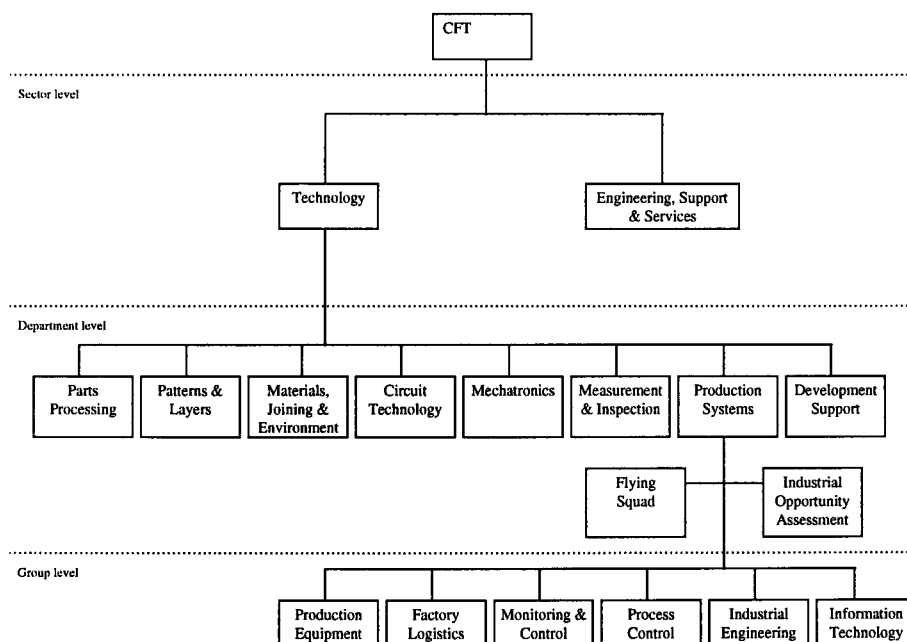 CFT
Sector level
Technology
Engineering, Support
& Services
Department level
Parts
Processing
Patterns &
Layers
Materials,
Joining &
Environment
Circuit
Technology
Mechatronics
Measurement
& Inspection
Production
Systems
Development
Support
Flying
Squad
Industrial
Opportunity
Assessment
Group level
Production
Equipment
Factory
Logistics
Monitoring &
Control
Process
Control
Industrial
Engineering
Information
Technology